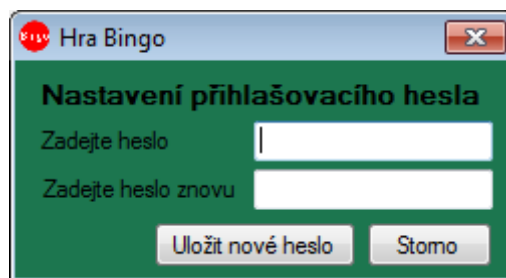 Hra Bingo
Nastavení přihlašovacího hesla
Zadejte heslo
Zadejte heslo znovu
Uložit nové heslo Storno